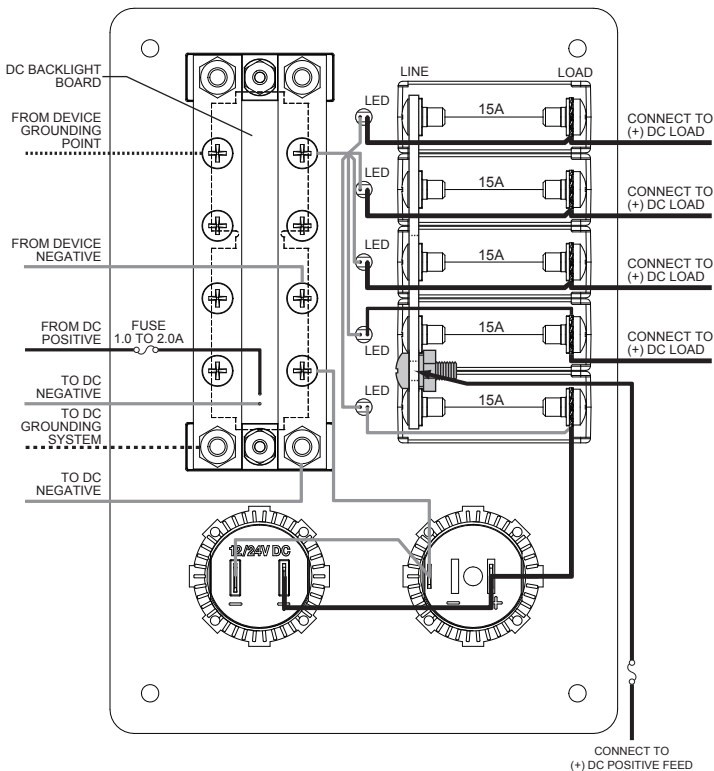 DC BACKLIGHT
BOARD
FROM DEVICE
GROUNDING
POINT
FROM DEVICE
NEGATIVE
FROM DC
POSITIVE
FUSE
1.0 TO 2.0A
TO DC
NEGATIVE
TO DC
GROUNDING
SYSTEM
TO DC
NEGATIVE
LINE
LOAD
LED
15A
CONNECT TO
(+) DC LOAD
LED
15A
CONNECT TO
(+) DC LOAD
LED
15A
CONNECT TO
(+) DC LOAD
15A
LED
CONNECT TO
(+) DC LOAD
LED
15A
12/24V DC
CONNECT TO
(+) DC POSITIVE FEED